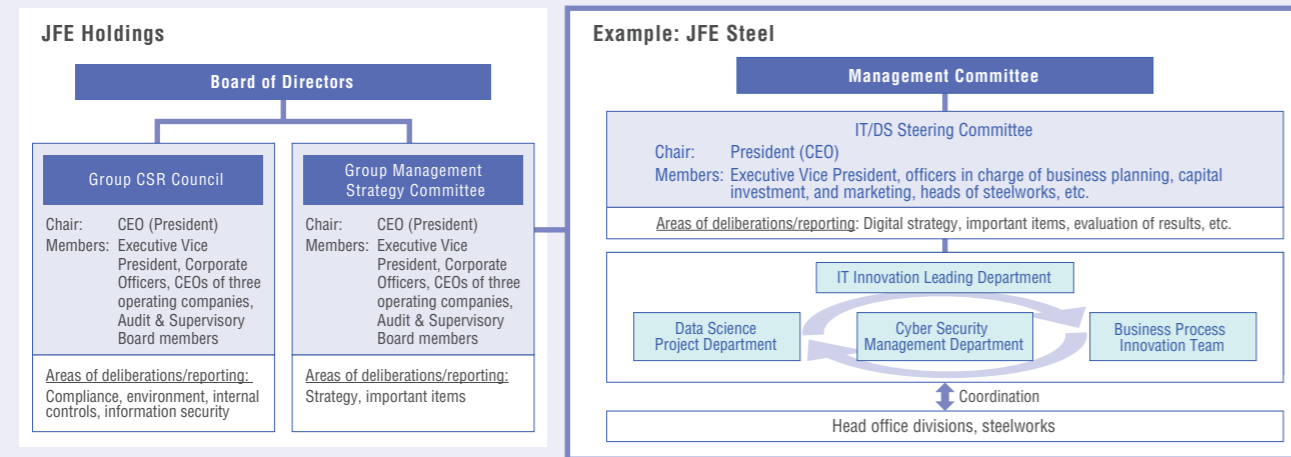 JFE Holdings
Board of Directors
Group CSR Council
Chair: CEO (President)
Members: Executive Vice
President, Corporate
Officers, CEOs of three
operating companies,
Audit & Supervisory
Board members
Areas of deliberations/reporting:
Compliance, environment, internal
controls, information security
Group Management
Strategy Committee
Chair: CEO (President)
Members: Executive Vice
President, Corporate
Officers, CEOs of three
operating companies,
Audit & Supervisory
Board members
Areas of deliberations/reporting:
Strategy, important items
Example: JFE Steel
Management Committee
IT/DS Steering Committee
Chair: President (CEO)
Members: Executive Vice President, officers in charge of business planning, capital
investment, and marketing, heads of steelworks, etc.
Areas of deliberations/reporting: Digital strategy, important items, evaluation of results, etc.
IT Innovation Leading Department
Data Science
Project Department
Cyber Security
Management Department
Business Process
Innovation Team
Coordination
Head office divisions, steelworks